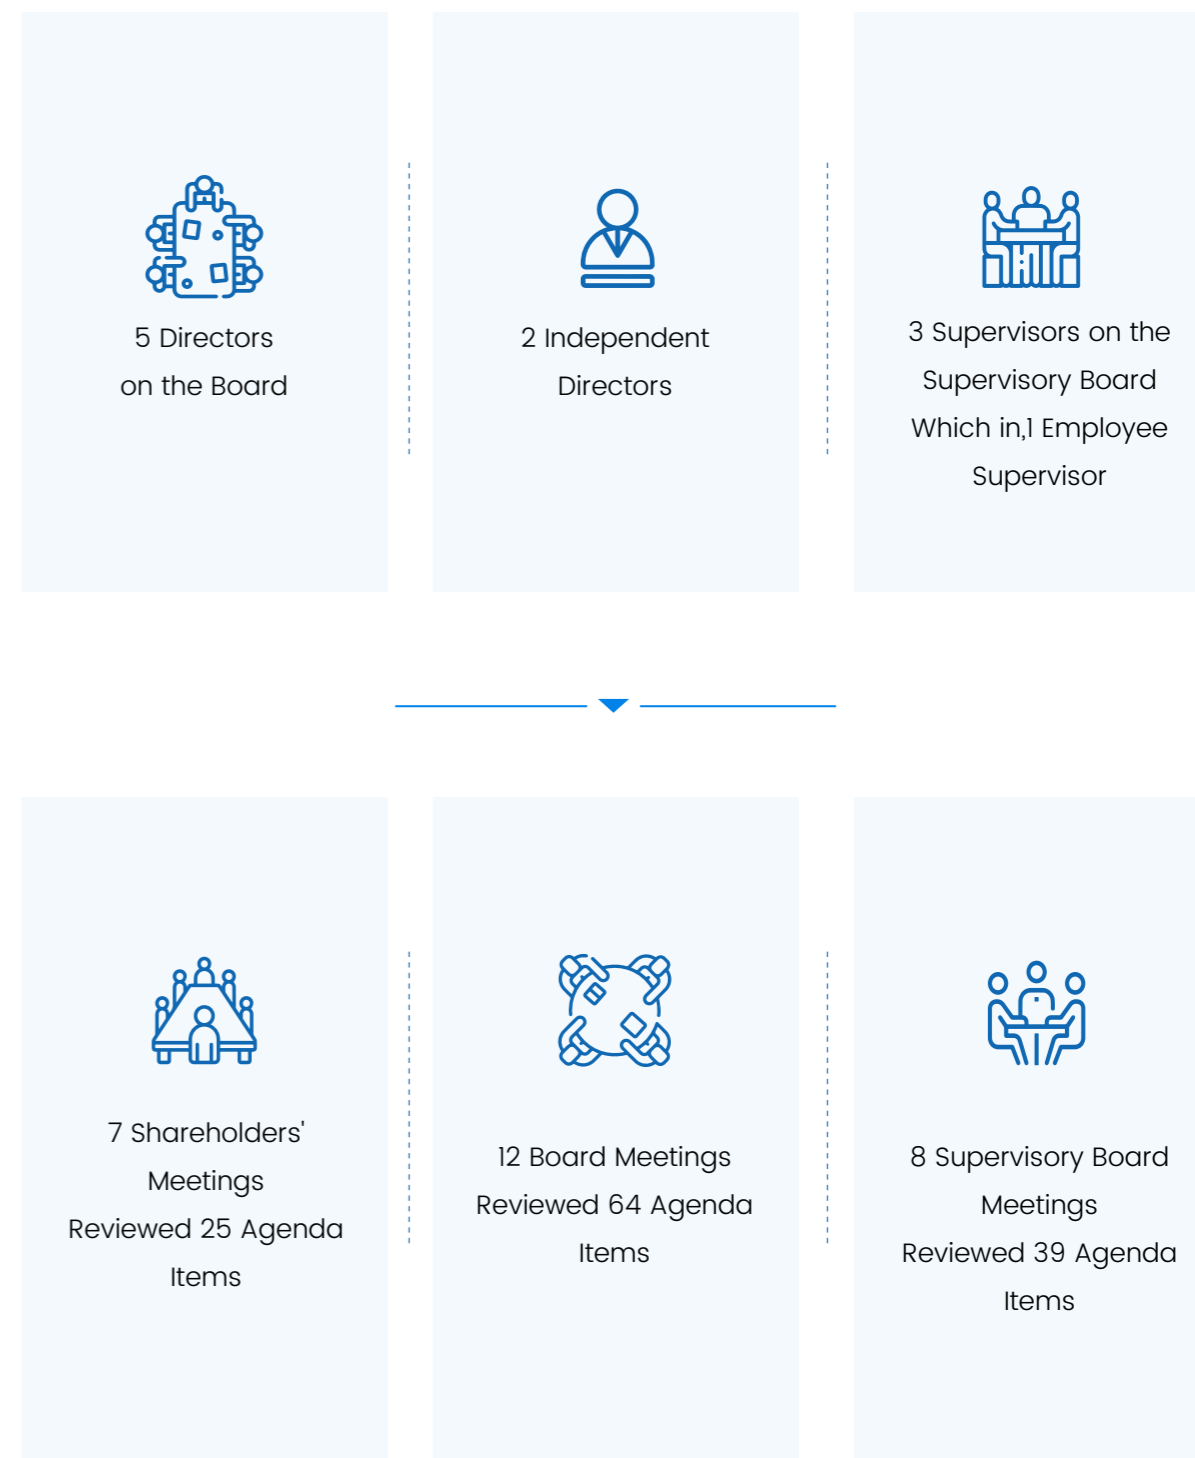 5 Directors
on the Board
2 Independent
Directors
3 Supervisors on the
Supervisory Board
Which in,1 Employee
Supervisor
7 Shareholders'
Meetings
Reviewed 25 Agenda
Items
12 Board Meetings
Reviewed 64 Agenda
Items
8 Supervisory Board
Meetings
Reviewed 39 Agenda
Items